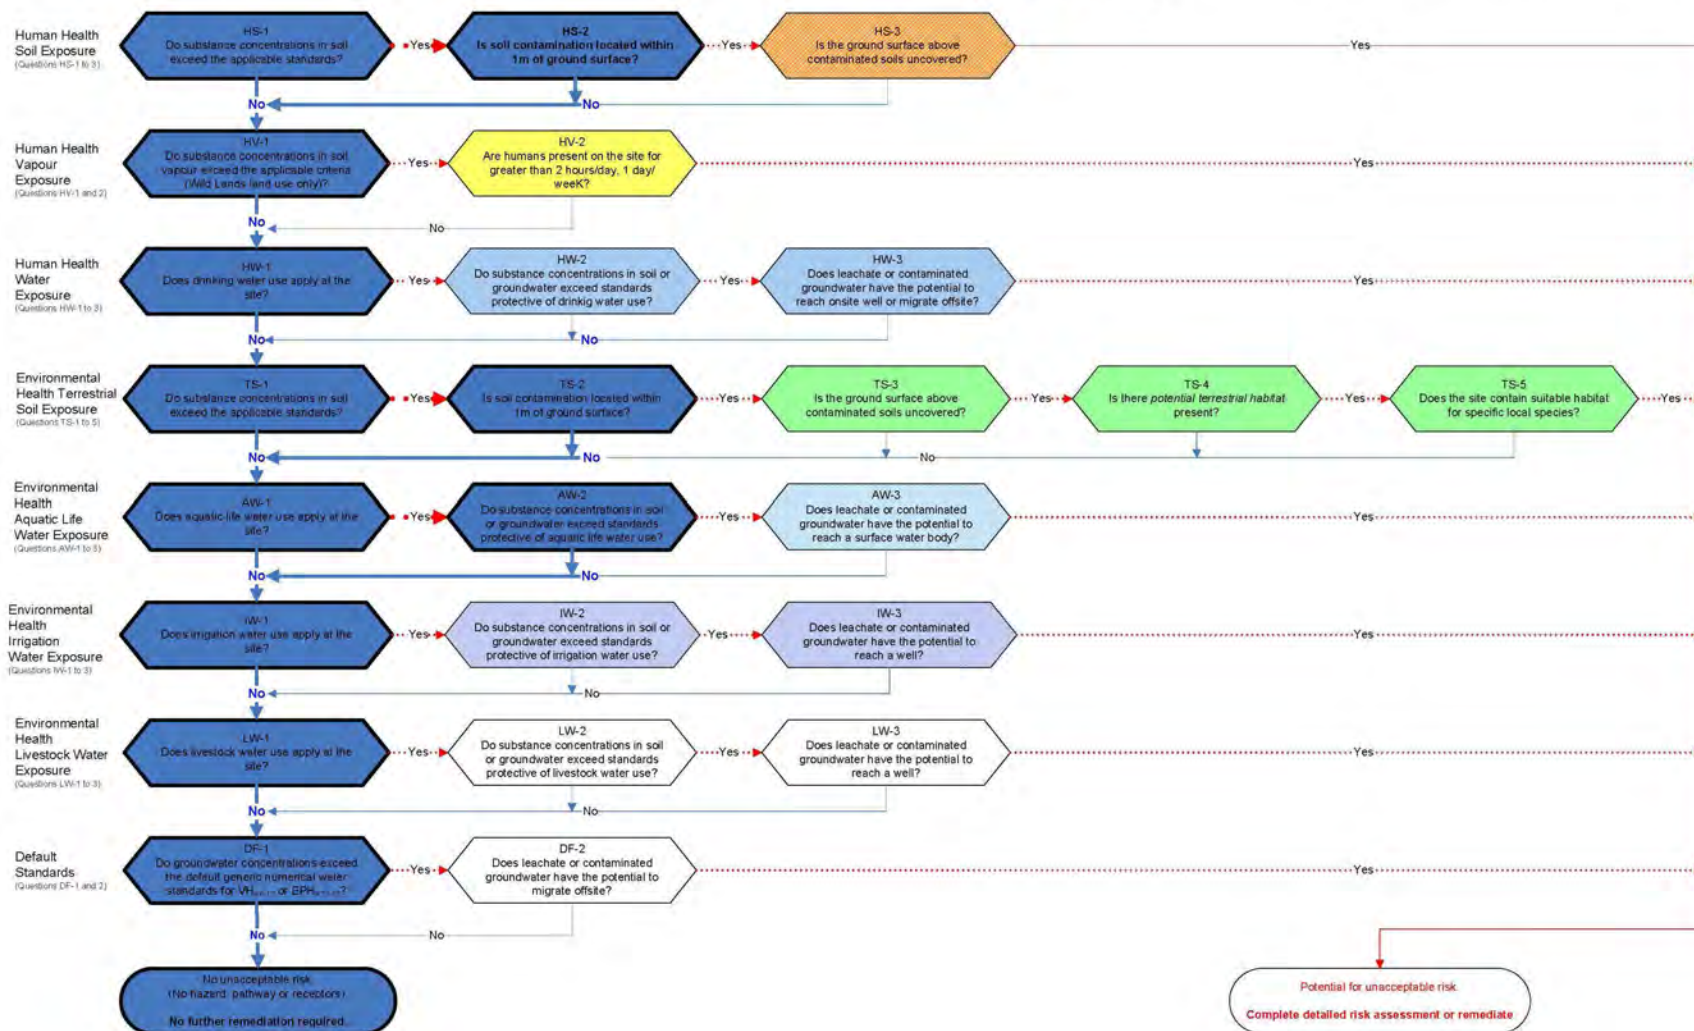 Human Health
Soil Exposure
(Questions HS-1 to 3)
HS-1
Do substance concentrations in soil
exceed the applicable standards?
Yes
HS-2
Is soil contamination located within
1m of ground surface?
Yes
HS-3
Is the ground surface above
contaminated soils uncovered?
Yes
No
No
Human Health
Vapour
Exposure
(Questions HV-1 and 2)
HV-1
Do substance concentrations in soil
vapour exceed the applicable criteria
(Wild Lands land use only)?
Yes
HV-2
Are humans present on the site for
greater than 2 hours/day, 1 day/
weeK?
Yes
No
No
Human Health
Water
Exposure
(Questions HW-1 to 3)
HW-1
Does drinking water use apply at the
site?
Yes
HW-2
Do substance concentrations in soil or
groundwater exceed standards
protective of drinkig water use?
Yes
HW-3
Does leachate or contaminated
groundwater have the potential to
reach onsite well or migrate offsite?
Yes
No
No
Environmental
Health Terrestrial
Soil Exposure
(Questions TS-1 to 5)
TS-1
Do substance concentrations in soil
exceed the applicable standards?
Yes
TS-2
Is soil contamination located within
1m of ground surface?
Yes
TS-3
Is the ground surface above
contaminated soils uncovered?
Yes
TS-4
Is there potential terrestrial habitat
present?
Yes
TS-5
Does the site contain suitable habitat
for specific local species?
Yes
No
No
No
Environmental
Health
Aquatic Life
Water Exposure
(Questions AW-1 to 3)
AW-1
Does aquatic life water use apply at the
site?
Yes
AW-2
Do substance concentrations in soil
or groundwater exceed standards
protective of aquatic life water use?
Yes
AW-3
Does leachate or contaminated
groundwater have the potential to
reach a surface water body?
Yes
No
No
Environmental
Health
Irrigation
Water Exposure
(Questions IW-1 to 3)
IW-1
Does irrigation water use apply at the
site?
Yes
IW-2
Do substance concentrations in soil or
groundwater exceed standards
protective of irrigation water use?
Yes
IW-3
Does leachate or contaminated
groundwater have the potential to
reach a well?
Yes
No
No
Environmental
Health
Livestock Water
Exposure
(Questions LW-1 to 3)
LW-1
Does livestock water use apply at the
site?
Yes
LW-2
Do substance concentrations in soil
or groundwater exceed standards
protective of livestock water use?
Yes
LW-3
Does leachate or contaminated
groundwater have the potential to
reach a well?
Yes
No
No
Default
Standards
(Questions DF-1 and 2)
DF-1
Do groundwater concentrations exceed
the default generic numerical water
standards for VH or EPH ?
Yes
DF-2
Does leachate or contaminated
groundwater have the potential to
migrate offsite?
Yes
No
No
No unacceptable risk.
(No hazard, pathway or receptors)
No further remediation required.
Potential for unacceptable risk.
Complete detailed risk assessment or remediate